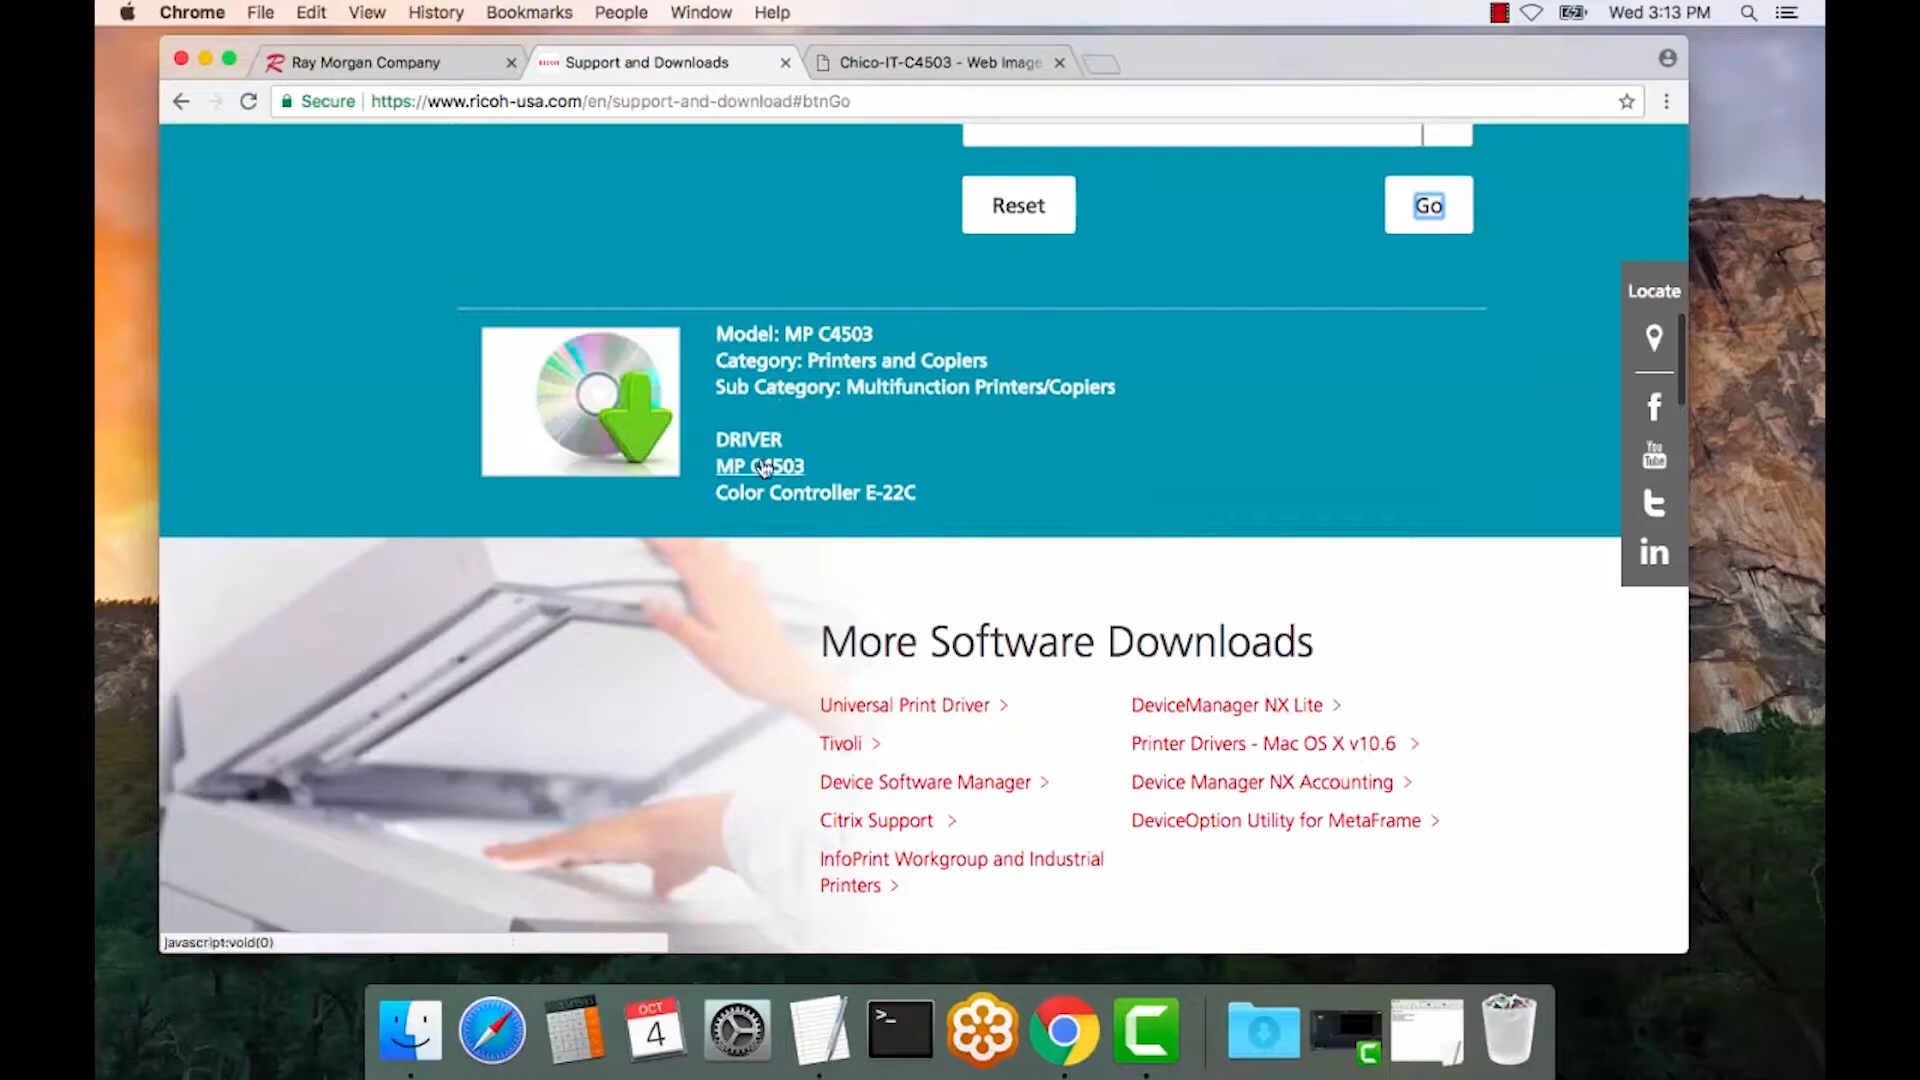 Chrome File Edit View History Bookmarks People Window Help Wed 3:13 PM
Ray Morgan Company
RICOH Support and Downloads
Chico-IT-C4503 - Web Image
Secure https://www.ricoh-usa.com/en/support-and-download#btnGo
Reset
Go
Locate
Model: MP C4503
Category: Printers and Copiers
Sub Category: Multifunction Printers/Copiers
DRIVER
MP C4503
Color Controller E-22C
You
Tube
More Software Downloads
Universal Print Driver >
DeviceManager NX Lite >
Tivoli >
Printer Drivers - Mac OS X v10.6 >
Device Software Manager >
Device Manager NX Accounting >
Citrix Support >
DeviceOption Utility for MetaFrame >
InfoPrint Workgroup and Industrial
Printers >
Javascript:void(0)
OCT
4